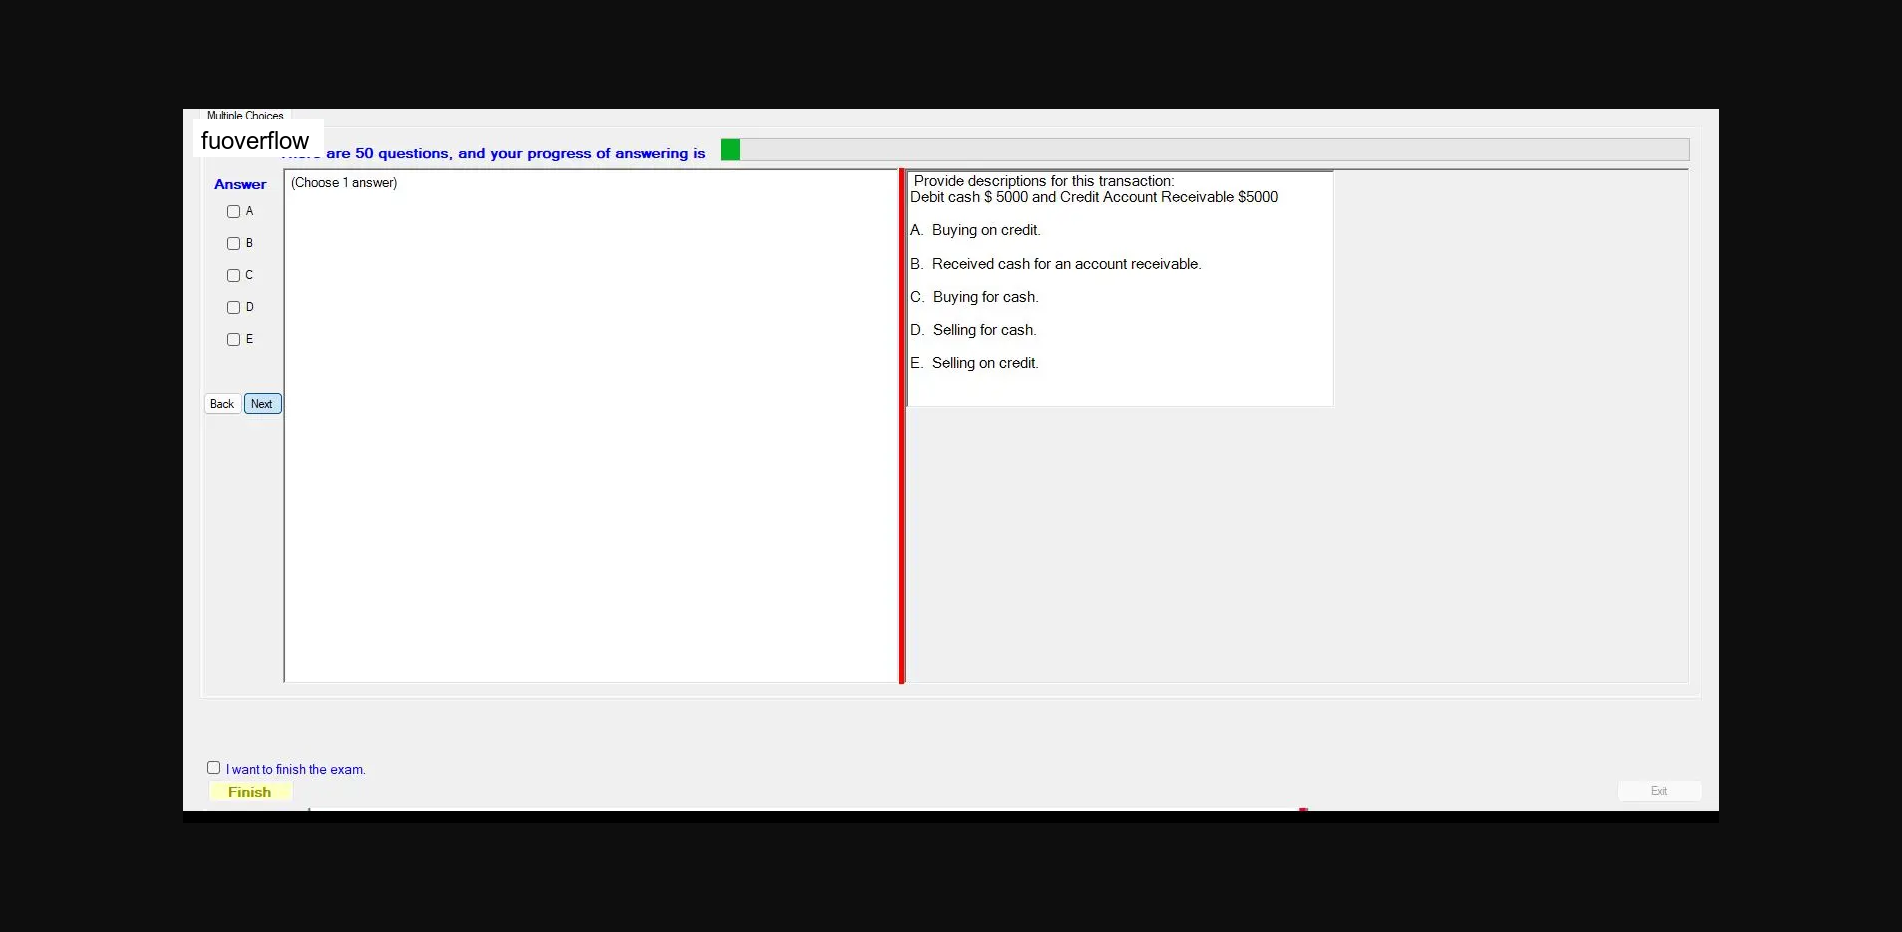 Multiple Choices
fuoverflow
are 50 questions, and your progress of answering is
Answer
(Choose 1 answer)
A
B
C
D
E
Back
Next
Provide descriptions for this transaction:
Debit cash $ 5000 and Credit Account Receivable $5000
A. Buying on credit.
B. Received cash for an account receivable.
C. Buying for cash.
D. Selling for cash.
E. Selling on credit.
I want to finish the exam.
Finish
Exit